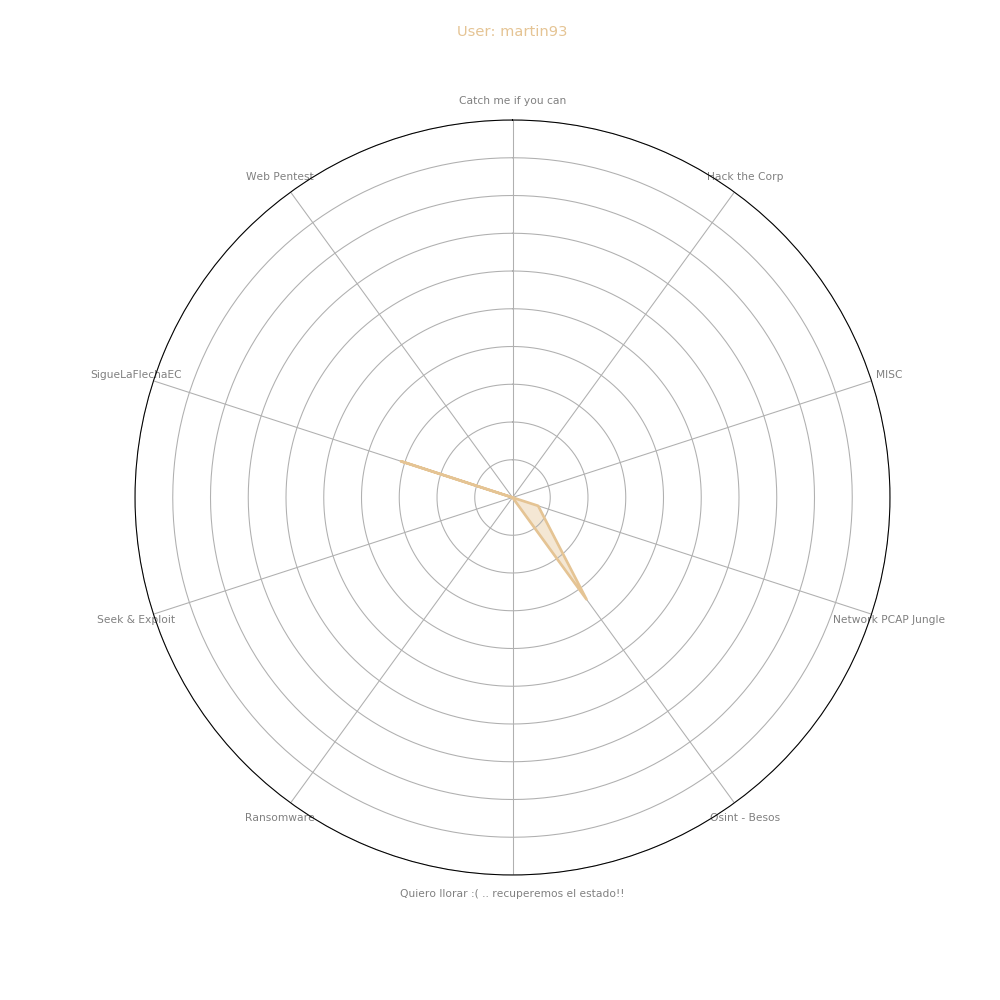 User: martin93
Catch me if you can
Web Pentest
Hack the Corp
SigueLaFlechaEC
MISC
Seek & Exploit
Network PCAP Jungle
Ransomware
Osint - Besos
Quiero llorar :( .. recuperemos el estado!!